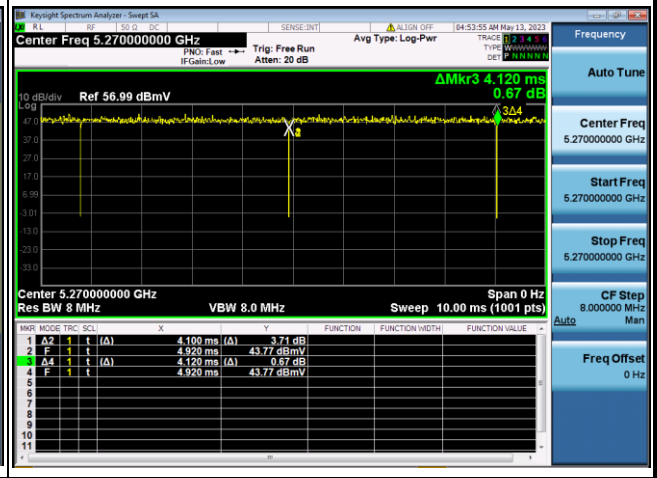 Keysight Spectrum Analyzer - Swept SA
RL RF 50 Ω DC SENSE:INT ALIGN OFF 04:53:55 AM May 13, 2023
Center Freq 5.270000000 GHz Avg Type: Log-Pwr TRACE 1 2 3 4 5 6
PNO: Fast Trig: Free Run TYPE WWWWWW
IFGain:Low Atten: 20 dB DET P N N N N N
ΔMkr3 4.120 ms
0.67 dB
10 dB/div Ref 56.99 dBmV
Log
47.0
37.0
27.0
17.0
6.99
-3.01
-13.0
-23.0
-33.0
2
3Δ4
Center 5.270000000 GHz Span 0 Hz
Res BW 8 MHz VBW 8.0 MHz Sweep 10.00 ms (1001 pts)
MKR MODE TRC SCL X Y FUNCTION FUNCTION WIDTH FUNCTION VALUE
1 Δ2 1 t (Δ) 4.100 ms (Δ) 3.71 dB
2 F 1 t 4.920 ms 43.77 dBmV
3 Δ4 1 t (Δ) 4.120 ms (Δ) 0.67 dB
4 F 1 t 4.920 ms 43.77 dBmV
5
6
7
8
9
10
11
Frequency
Auto Tune
Center Freq
5.270000000 GHz
Start Freq
5.270000000 GHz
Stop Freq
5.270000000 GHz
CF Step
8.000000 MHz
Auto Man
Freq Offset
0 Hz